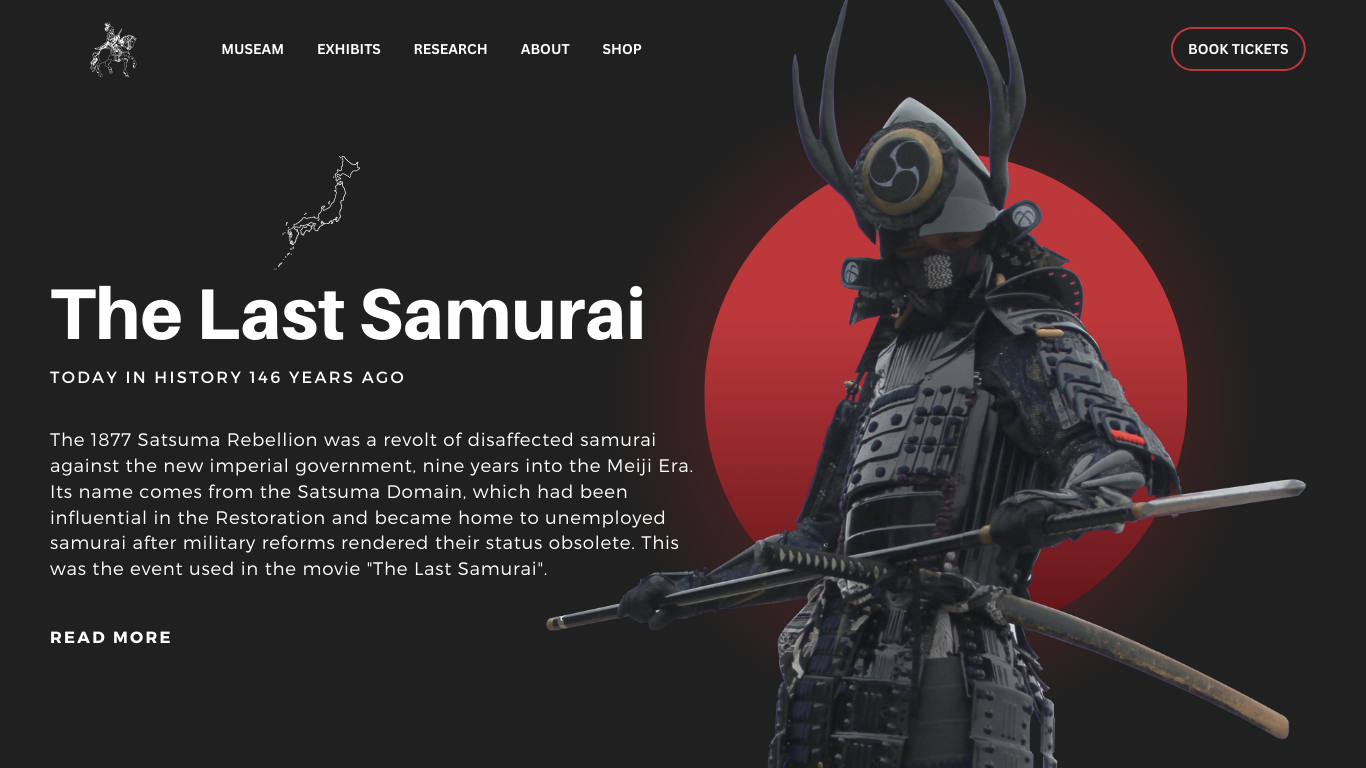 MUSEAM EXHIBITS RESEARCH ABOUT SHOP BOOK TICKETS
The Last Samurai
TODAY IN HISTORY 146 YEARS AGO
The 1877 Satsuma Rebellion was a revolt of disaffected samurai
against the new imperial government, nine years into the Meiji Era.
Its name comes from the Satsuma Domain, which had been
influential in the Restoration and became home to unemployed
samurai after military reforms rendered their status obsolete. This
was the event used in the movie "The Last Samurai".
READ MORE